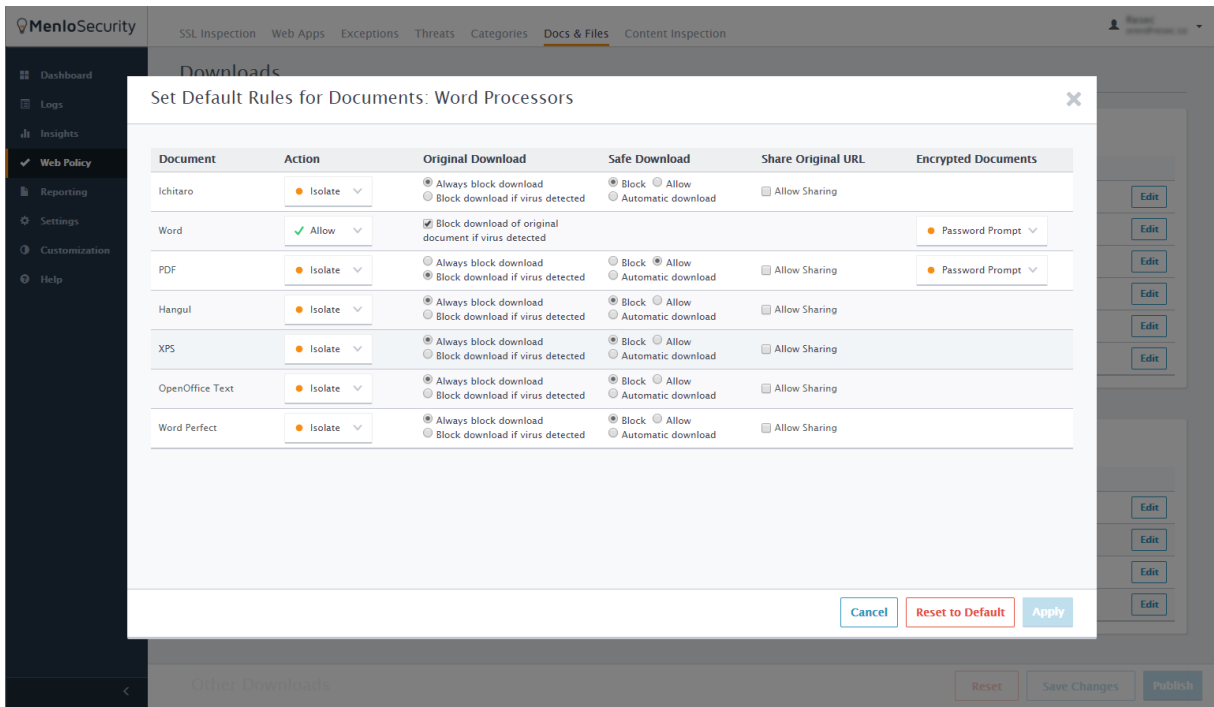 MenloSecurity
SSL Inspection Web Apps Exceptions Threats Categories Docs & Files Content Inspection
Dashboard
Logs
Insights
Web Policy
Reporting
Settings
Customization
Help
Downloads
Set Default Rules for Documents: Word Processors
Document Action Original Download Safe Download Share Original URL Encrypted Documents
Ichitaro Isolate Always block download Block Allow Allow Sharing
Block download if virus detected Automatic download
Word Allow Block download of original Password Prompt
document if virus detected
PDF Isolate Always block download Block Allow Allow Sharing Password Prompt
Block download if virus detected Automatic download
Hangul Isolate Always block download Block Allow Allow Sharing
Block download if virus detected Automatic download
XPS Isolate Always block download Block Allow Allow Sharing
Block download if virus detected Automatic download
OpenOffice Text Isolate Always block download Block Allow Allow Sharing
Block download if virus detected Automatic download
Word Perfect Isolate Always block download Block Allow Allow Sharing
Block download if virus detected Automatic download
Cancel Reset to Default Apply
Edit
Edit
Edit
Edit
Edit
Edit
Edit
Edit
Edit
Edit
Other Downloads
Reset Save Changes Publish